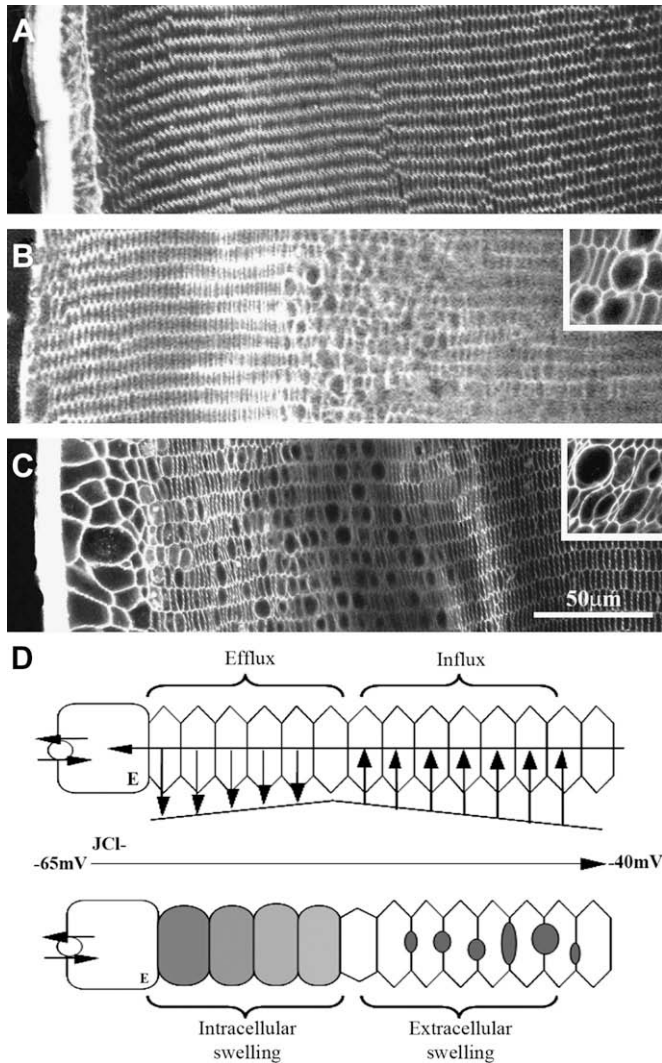 A
B
C
50µm
D
Efflux
Influx
E
JCl-
-65mV
-40mV
E
Intracellular
swelling
Extracellular
swelling